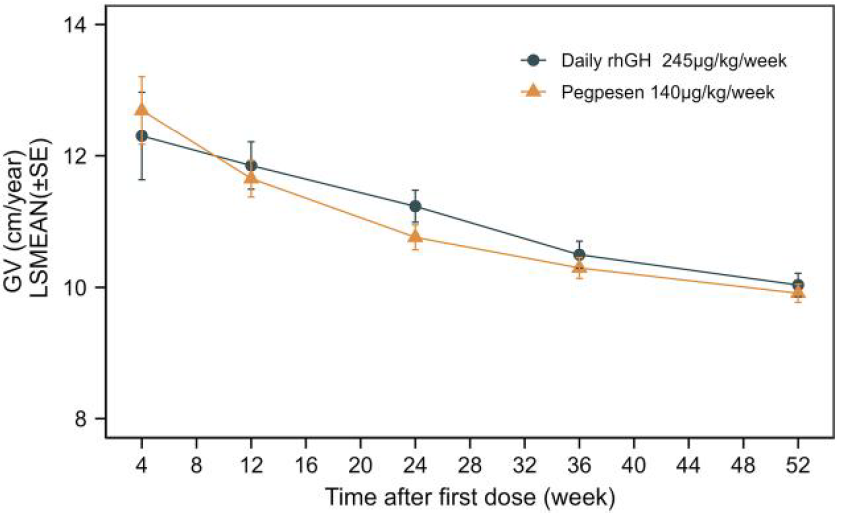 GV (cm/year)
LSMEAN(±SE)
14
12
10
8
Daily rhGH 245µg/kg/week
Pegpesen 140µg/kg/week
4 8 12 16 20 24 28 32 36 40 44 48 52
Time after first dose (week)